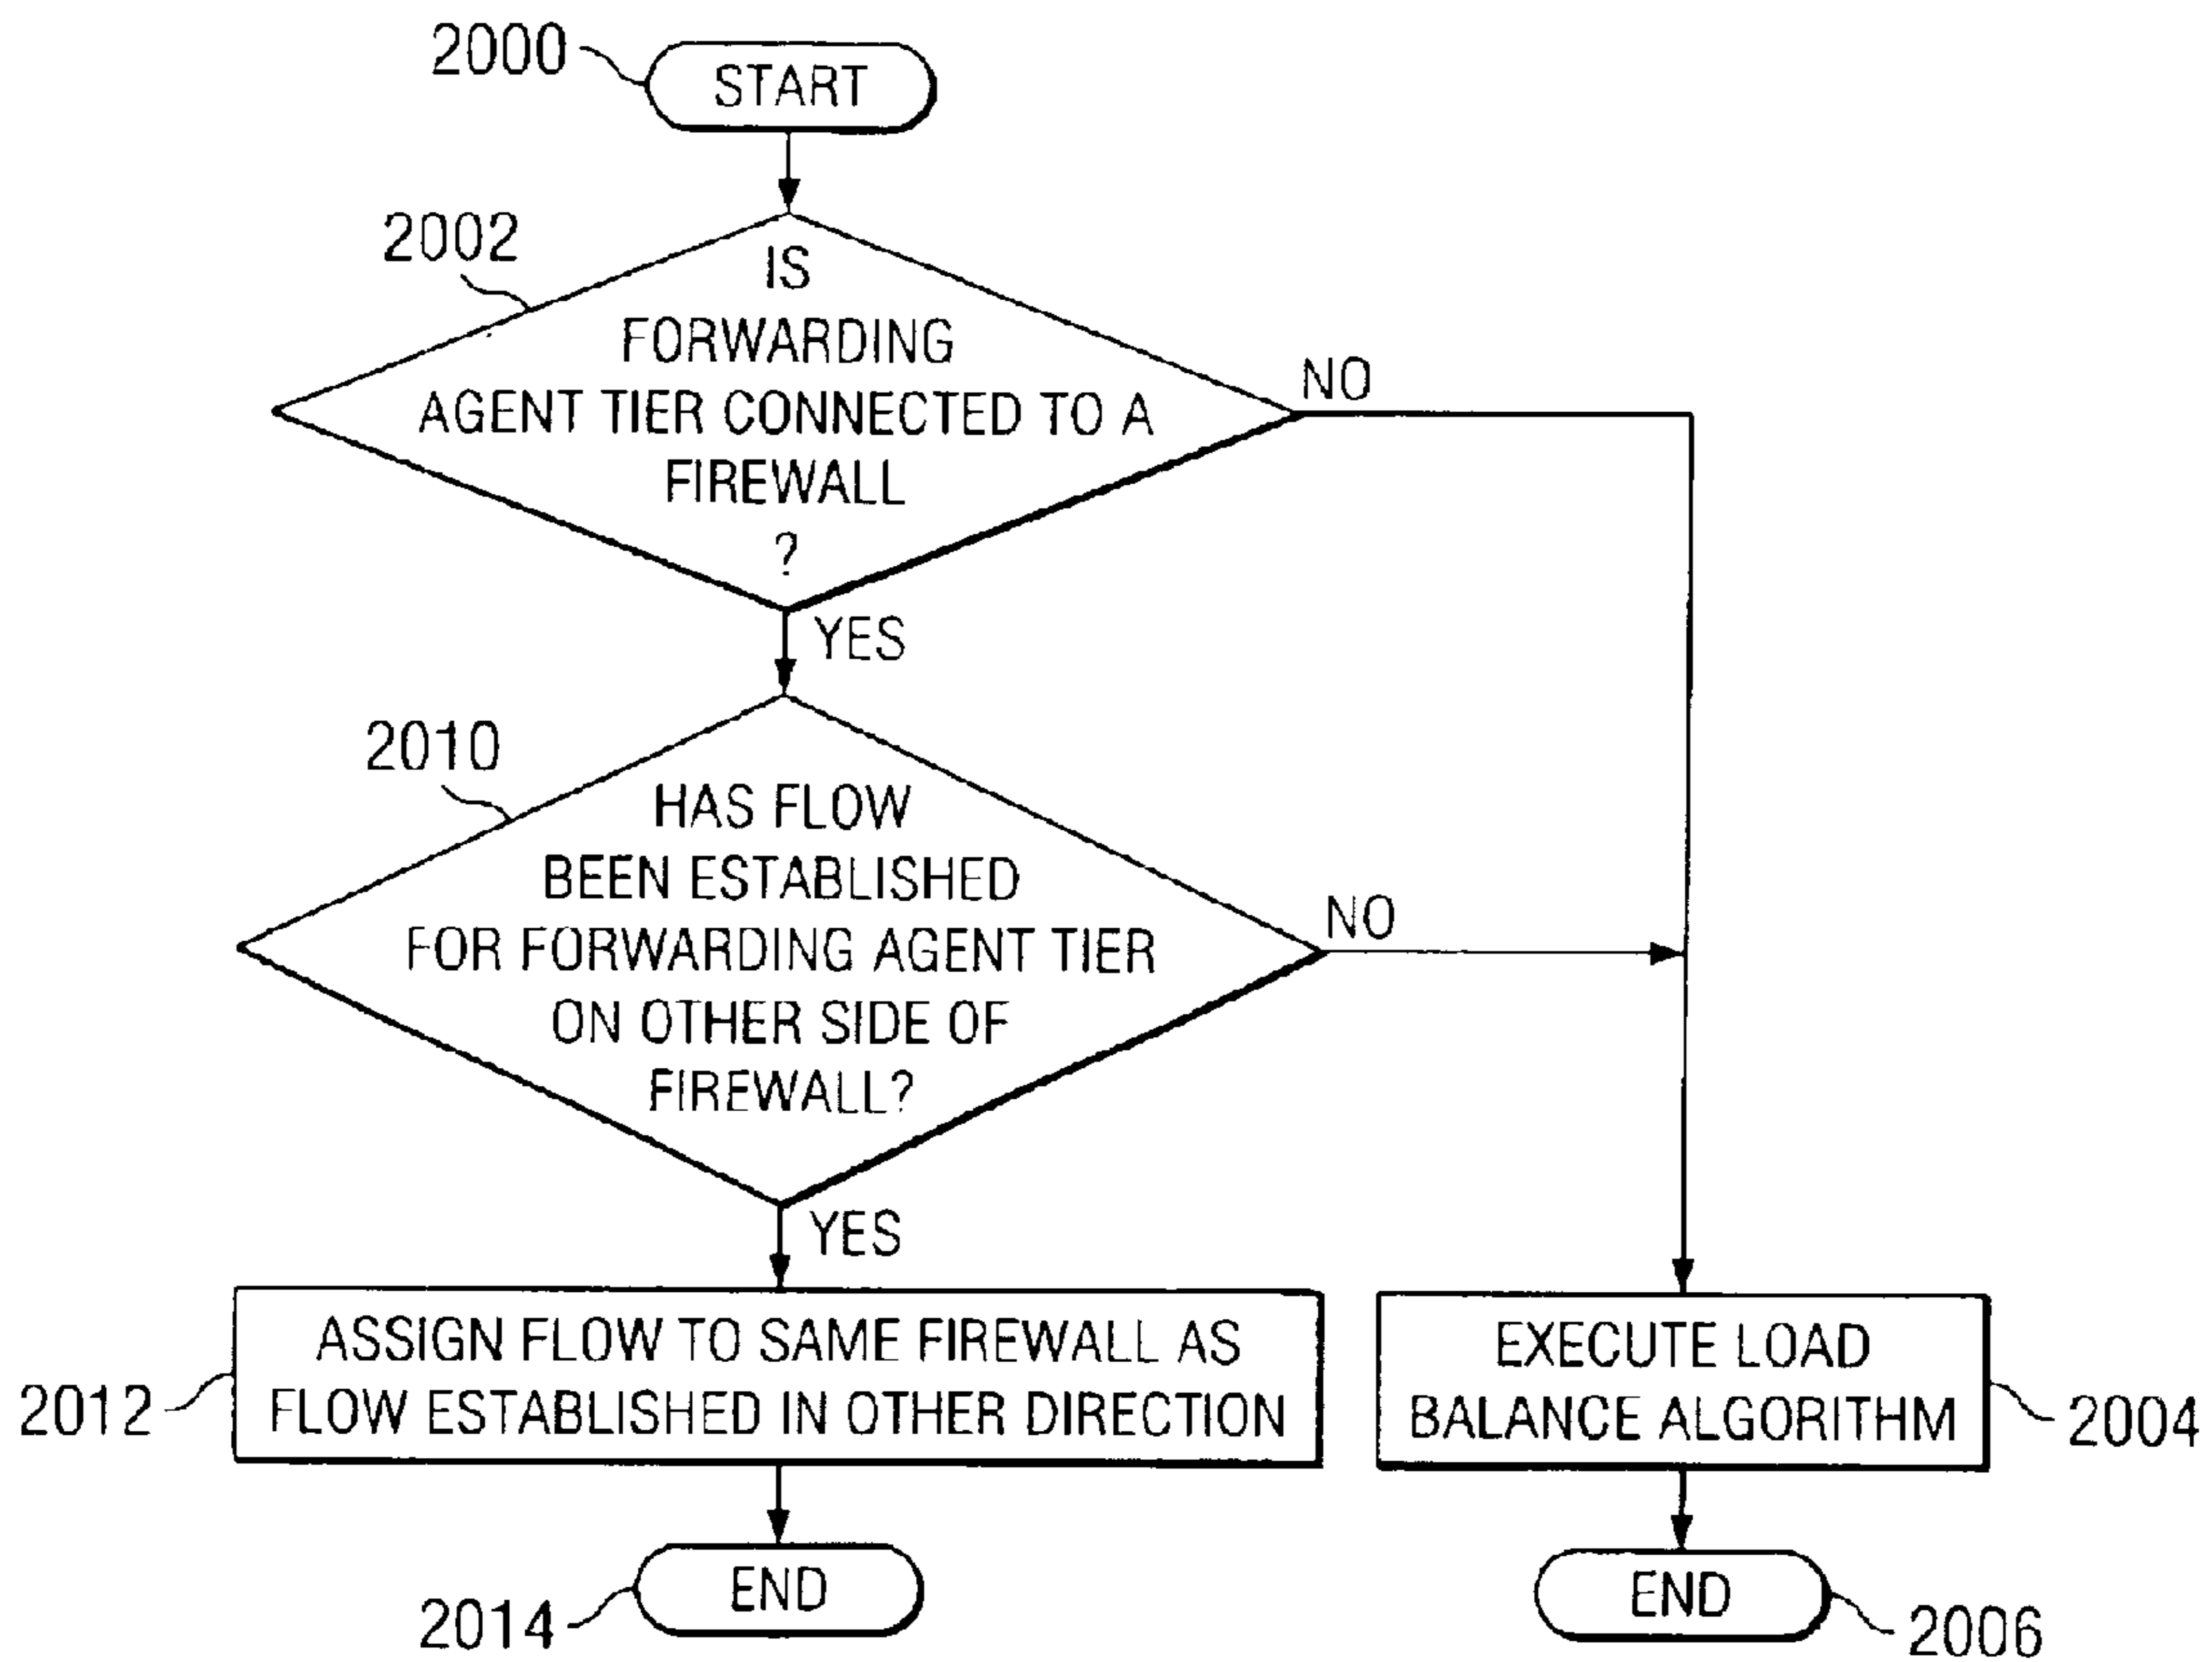 2000
START
2002
IS
FORWARDING
AGENT TIER CONNECTED TO A
FIREWALL
?
NO
YES
2010
HAS FLOW
BEEN ESTABLISHED
FOR FORWARDING AGENT TIER
ON OTHER SIDE OF
FIREWALL?
NO
YES
2012
ASSIGN FLOW TO SAME FIREWALL AS
FLOW ESTABLISHED IN OTHER DIRECTION
EXECUTE LOAD
BALANCE ALGORITHM
2004
END
2014
END
2006